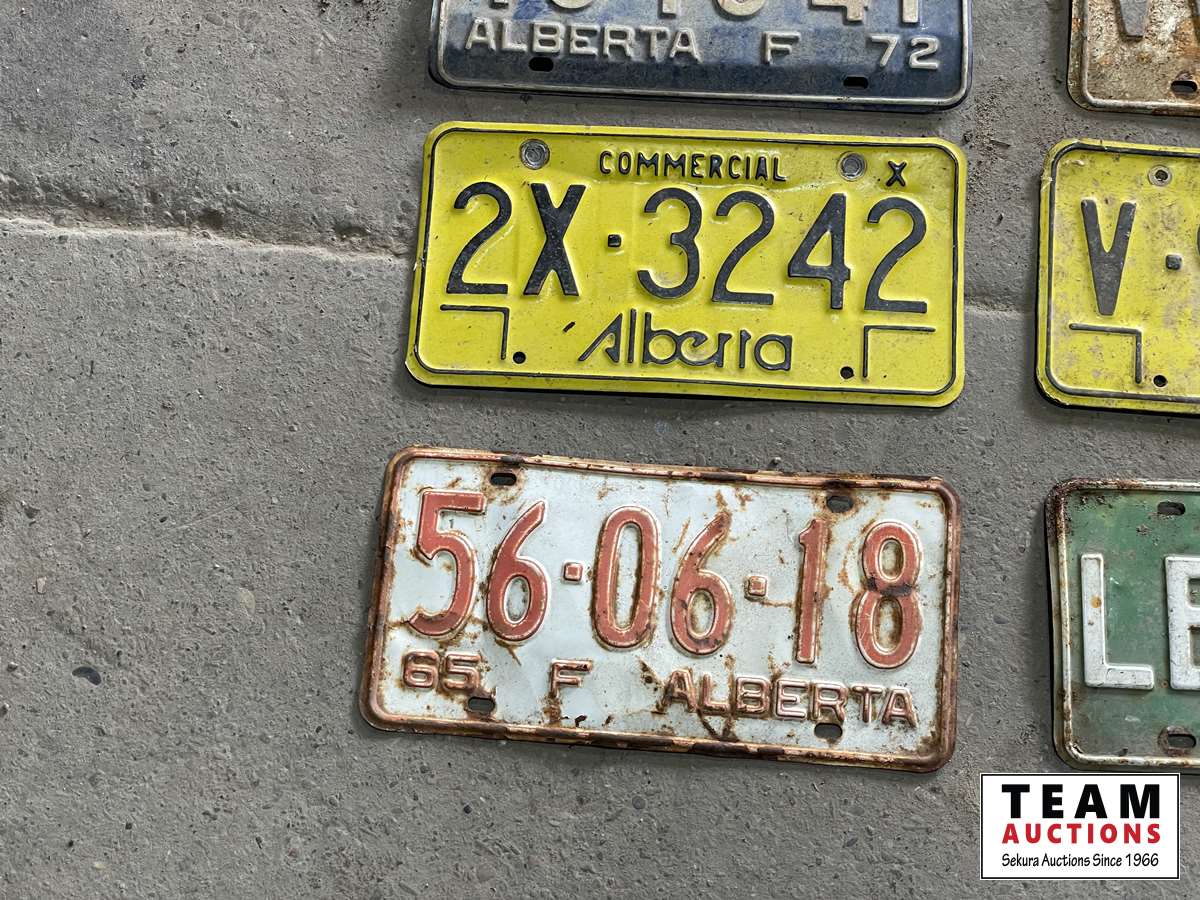 ALBERTA F 72
COMMERCIAL X
2X·3242
Alberta
V
56·06·18
65 F ALBERTA
L
TEAM
AUCTIONS
Sekura Auctions Since 1966